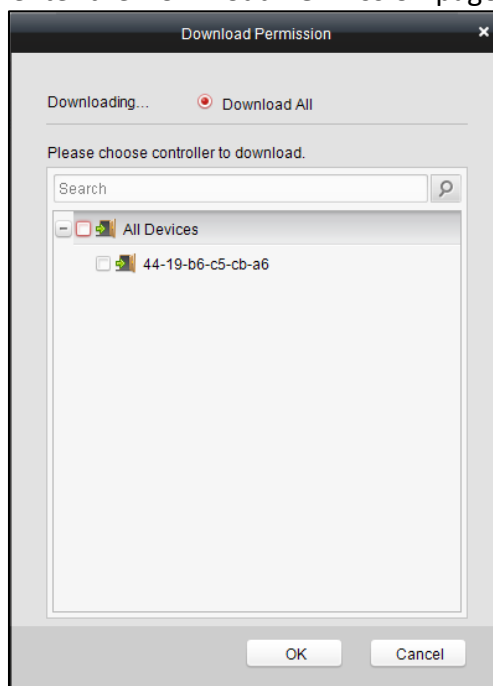 Download Permission
Downloading... Download All
Please choose controller to download.
Search
All Devices
44-19-b6-c5-cb-a6
OK Cancel